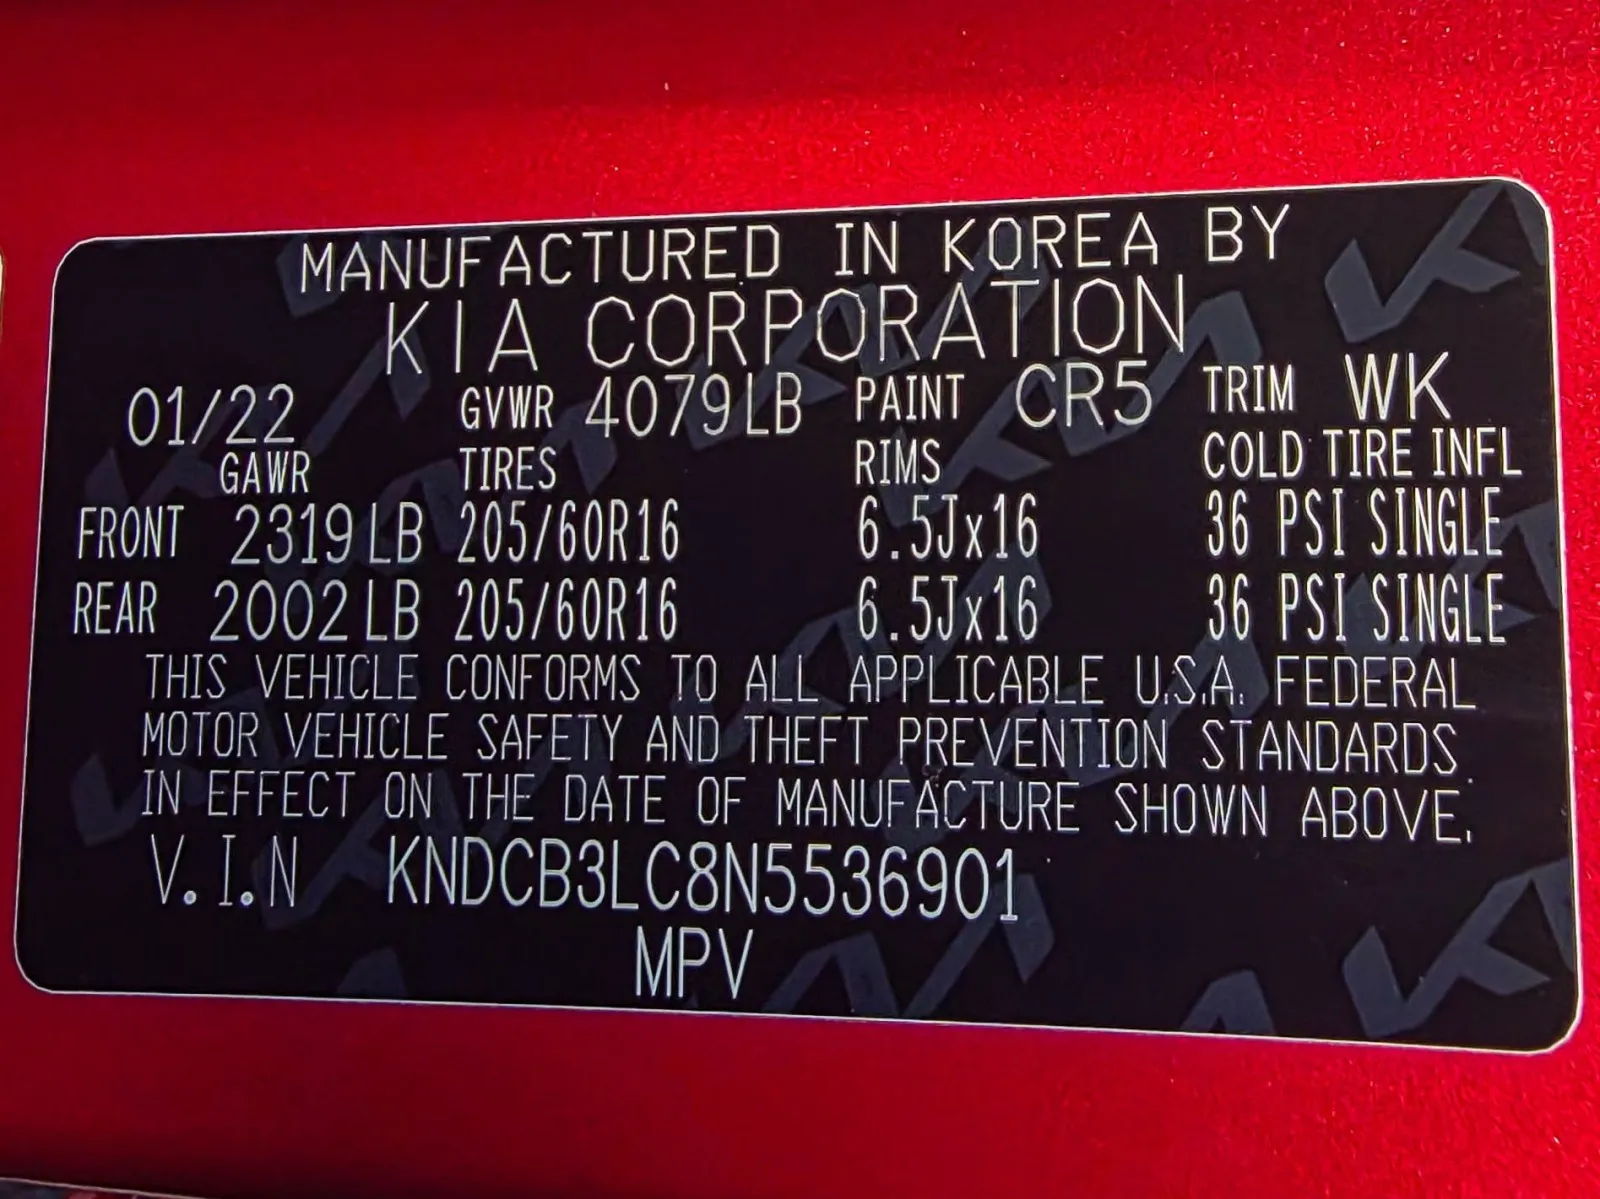 MANUFACTURED IN KOREA BY
KIA CORPORATION
01/22 GVWR 4079LB PAINT CR5 TRIM WK
GAWR TIRES RIMS COLD TIRE INFL
FRONT 2319LB 205/60R16 6.5Jx16 36 PSI SINGLE
REAR 2002LB 205/60R16 6.5Jx16 36 PSI SINGLE
THIS VEHICLE CONFORMS TO ALL APPLICABLE U.S.A. FEDERAL
MOTOR VEHICLE SAFETY AND THEFT PREVENTION STANDARDS
IN EFFECT ON THE DATE OF MANUFACTURE SHOWN ABOVE.
V.I.N KNDCB3LC8N5536901
MPV